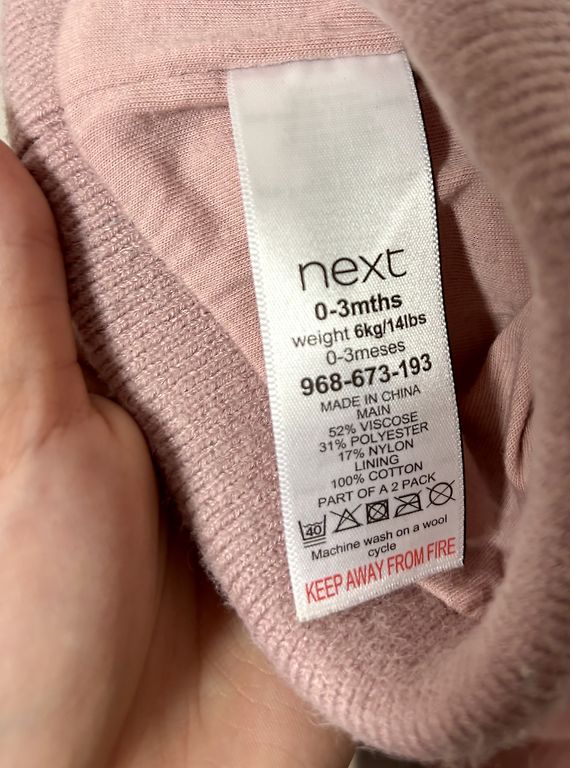 next
0-3mths
weight 6kg/14lbs
0-3meses
968-673-193
MADE IN CHINA
MAIN
52% VISCOSE
31% POLYESTER
17% NYLON
LINING
100% COTTON
PART OF A 2 PACK
40
Machine wash on a wool
cycle
KEEP AWAY FROM FIRE